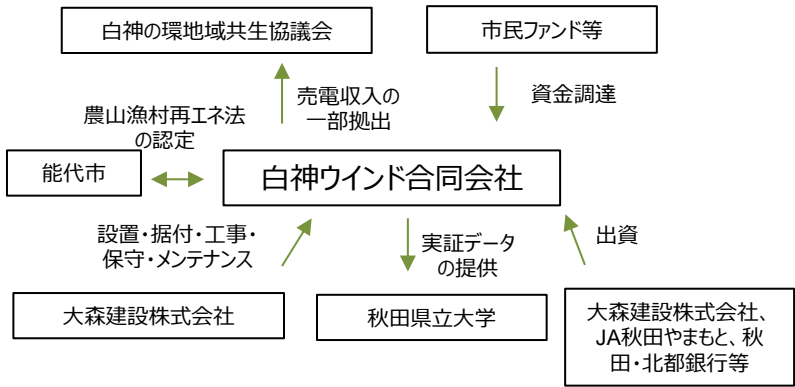 白神の環地域共生協議会
市民ファンド等
売電収入の
一部拠出
資金調達
農山漁村再エネ法
の認定
能代市
白神ウインド合同会社
設置・据付・工事・
保守・メンテナンス
実証データ
の提供
出資
大森建設株式会社
秋田県立大学
大森建設株式会社、
JA秋田やまもと、秋
田・北都銀行等